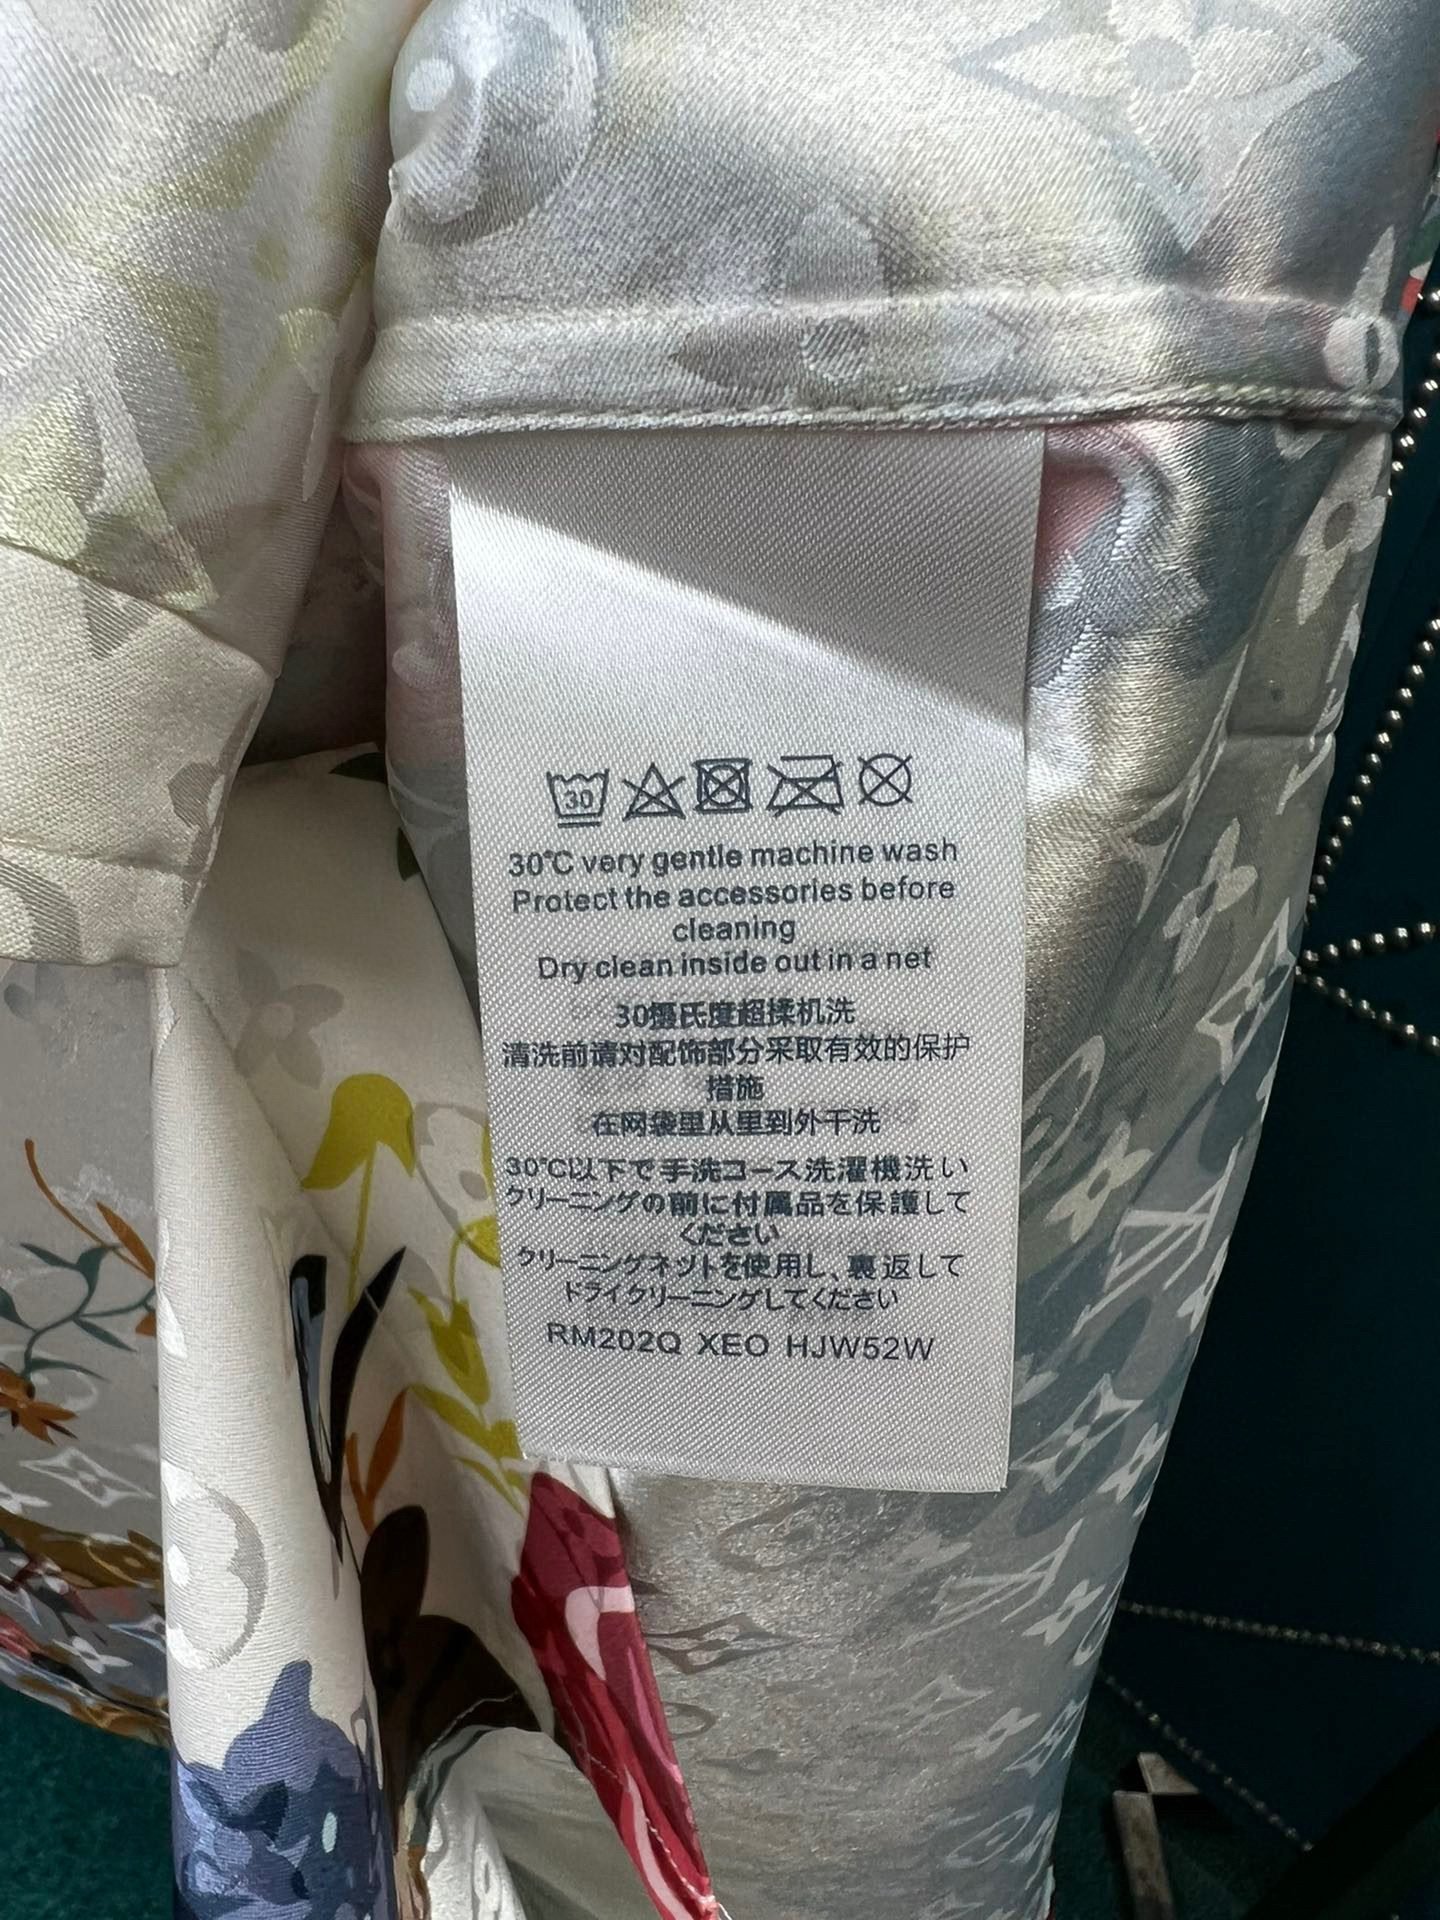 30
30°C very gentle machine wash
Protect the accessories before
cleaning
Dry clean inside out in a net
30摄氏度超揉机洗
清洗前请对配饰部分采取有效的保护
措施
在网袋里从里到外干洗
30℃以下で手洗コース洗濯機洗い
クリーニングの前に付属品を保護して
ください
クリーニングネットを使用し、裏返して
ドライクリーニングしてください
RM202Q XEO HJW52W